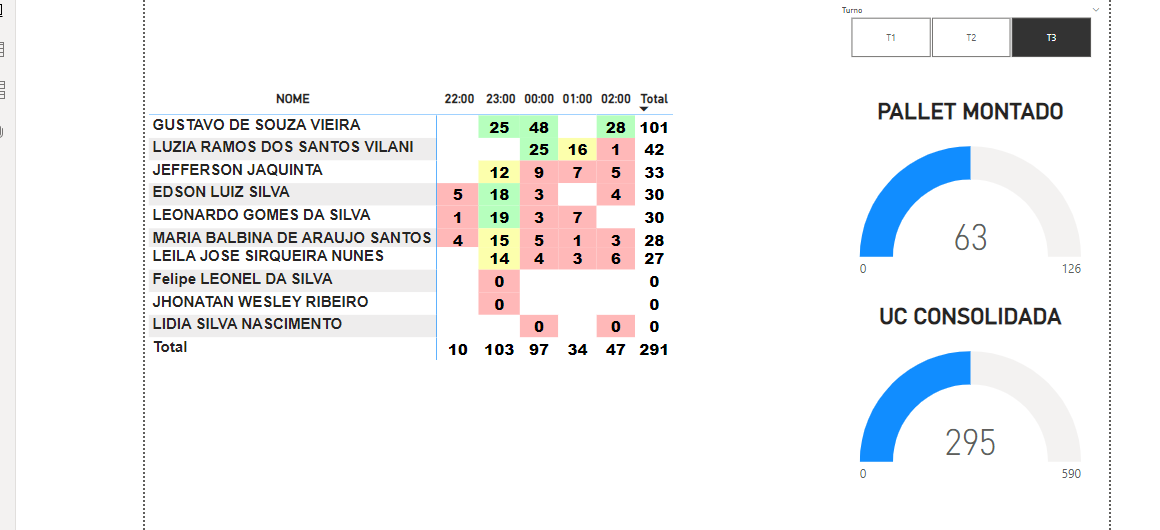 Turno
T1 T2 T3
NOME 22:00 23:00 00:00 01:00 02:00 Total
GUSTAVO DE SOUZA VIEIRA 25 48 28 101
LUZIA RAMOS DOS SANTOS VILANI 25 16 1 42
JEFFERSON JAQUINTA 12 9 7 5 33
EDSON LUIZ SILVA 5 18 3 4 30
LEONARDO GOMES DA SILVA 1 19 3 7 30
MARIA BALBINA DE ARAUJO SANTOS 4 15 5 1 3 28
LEILA JOSE SIRQUEIRA NUNES 14 4 3 6 27
Felipe LEONEL DA SILVA 0 0
JHONATAN WESLEY RIBEIRO 0 0
LIDIA SILVA NASCIMENTO 0 0 0
Total 10 103 97 34 47 291
PALLET MONTADO
63
0 126
UC CONSOLIDADA
295
0 590